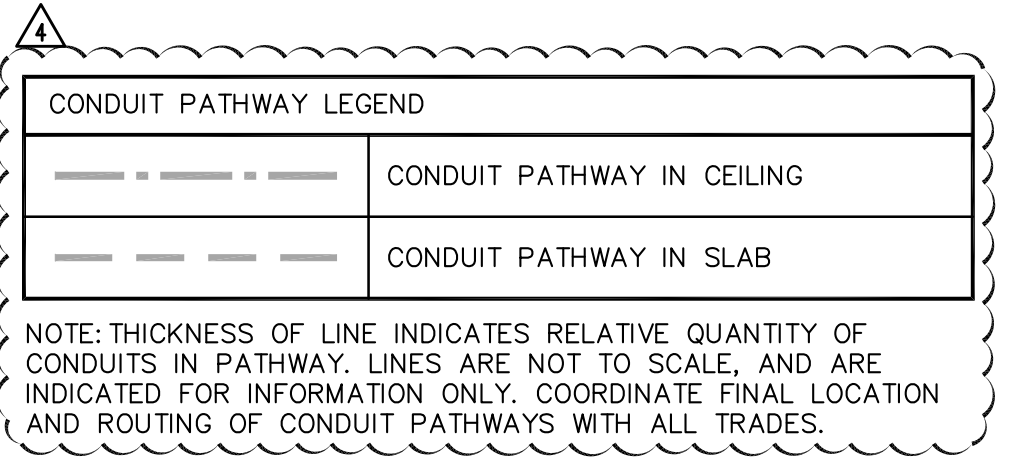 4
CONDUIT PATHWAY LEGEND
CONDUIT PATHWAY IN CEILING
CONDUIT PATHWAY IN SLAB
NOTE: THICKNESS OF LINE INDICATES RELATIVE QUANTITY OF
CONDUITS IN PATHWAY. LINES ARE NOT TO SCALE, AND ARE
INDICATED FOR INFORMATION ONLY. COORDINATE FINAL LOCATION
AND ROUTING OF CONDUIT PATHWAYS WITH ALL TRADES.